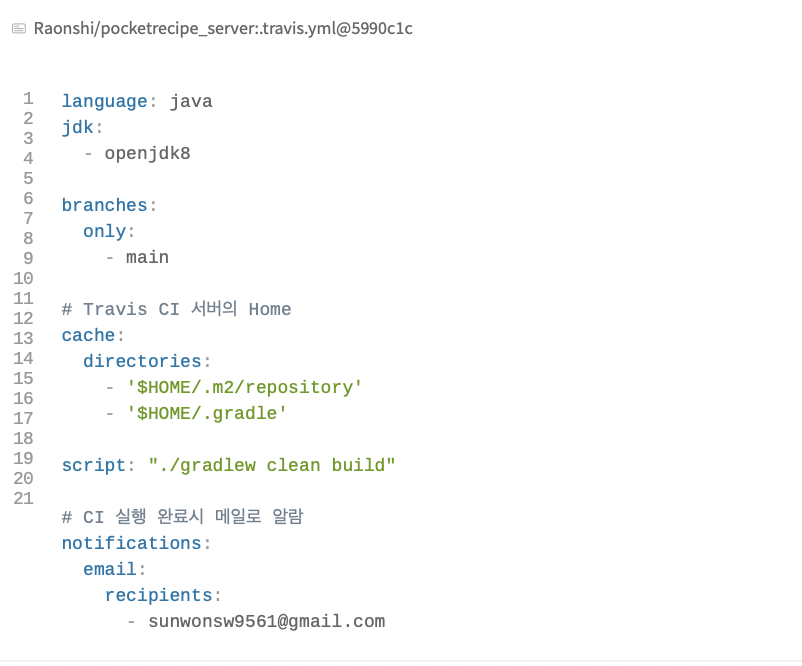 Raonshi/pocketrecipe_server:.travis.yml@5990c1c
1 language: java
2 jdk:
3   - openjdk8
4
5 branches:
6   only:
7     - main
8
9 # Travis CI 서버의 Home
10 cache:
11   directories:
12     - '$HOME/.m2/repository'
13     - '$HOME/.gradle'
14
15 script: "./gradlew clean build"
16
17 # CI 실행 완료시 메일로 알람
18 notifications:
19   email:
20     recipients:
21       - sunwonsw9561@gmail.com